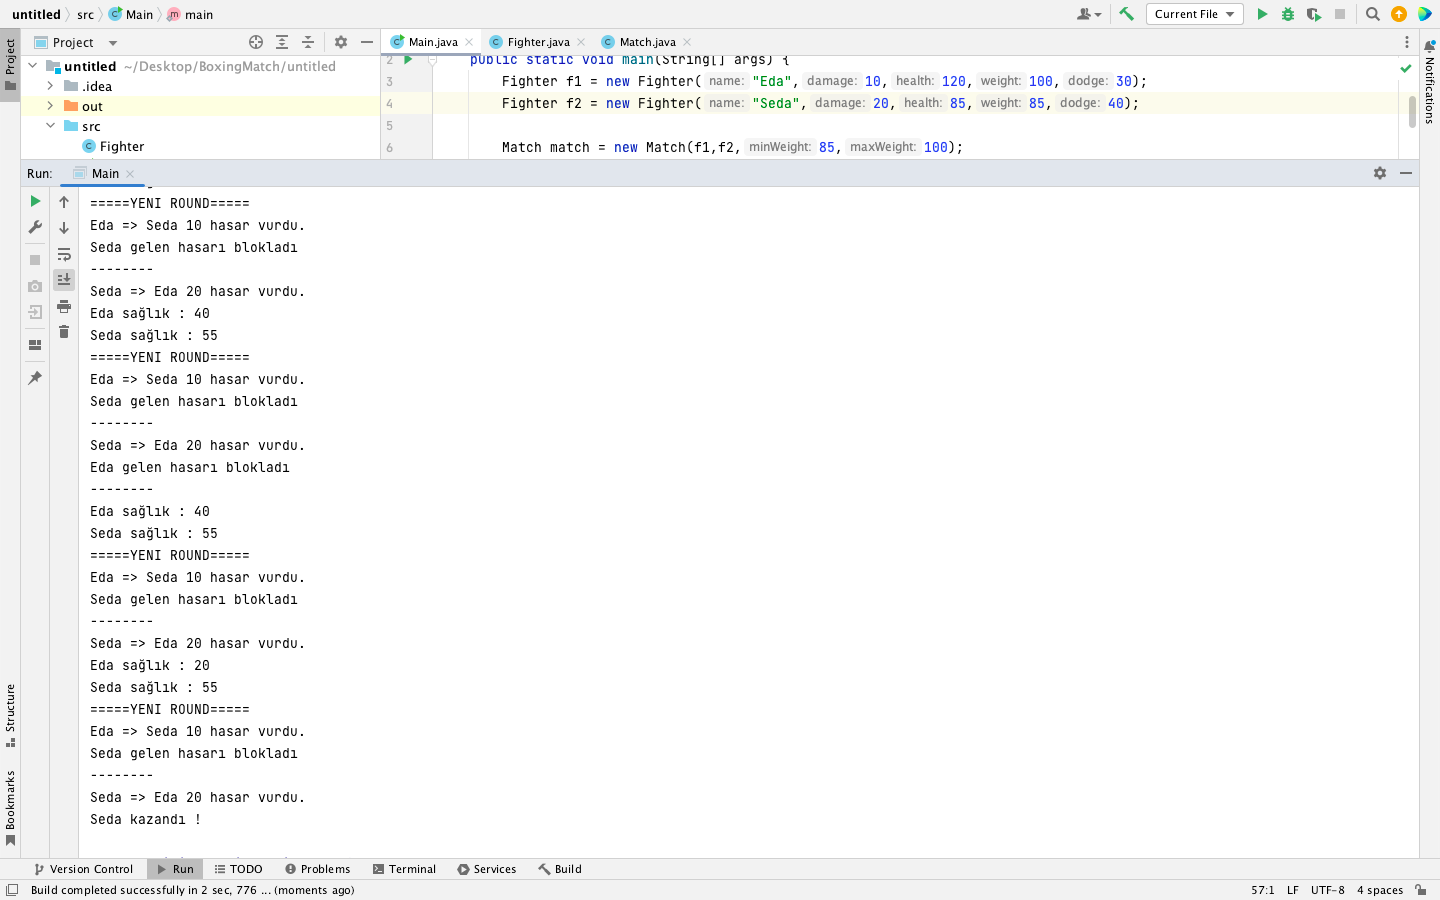 untitled src Main main Current File
Project Main.java Fighter.java Match.java
Project
Notifications
untitled ~/Desktop/BoxingMatch/untitled
.idea
out
src
Fighter
2 public static void main(String[] args) {
3 Fighter f1 = new Fighter( name: "Eda", damage: 10, health: 120, weight: 100, dodge: 30);
4 Fighter f2 = new Fighter( name: "Seda", damage: 20, health: 85, weight: 85, dodge: 40);
5
6 Match match = new Match(f1,f2, minWeight: 85, maxWeight: 100);
Run: Main
=====YENI ROUND=====
Eda => Seda 10 hasar vurdu.
Seda gelen hasarı blokladı
--------
Seda => Eda 20 hasar vurdu.
Eda sağlık : 40
Seda sağlık : 55
=====YENI ROUND=====
Eda => Seda 10 hasar vurdu.
Seda gelen hasarı blokladı
--------
Seda => Eda 20 hasar vurdu.
Eda gelen hasarı blokladı
--------
Eda sağlık : 40
Seda sağlık : 55
=====YENI ROUND=====
Eda => Seda 10 hasar vurdu.
Seda gelen hasarı blokladı
--------
Seda => Eda 20 hasar vurdu.
Eda sağlık : 20
Seda sağlık : 55
=====YENI ROUND=====
Eda => Seda 10 hasar vurdu.
Seda gelen hasarı blokladı
--------
Seda => Eda 20 hasar vurdu.
Seda kazandı !
Structure
Bookmarks
Version Control Run TODO Problems Terminal Services Build
Build completed successfully in 2 sec, 776 ... (moments ago) 57:1 LF UTF-8 4 spaces